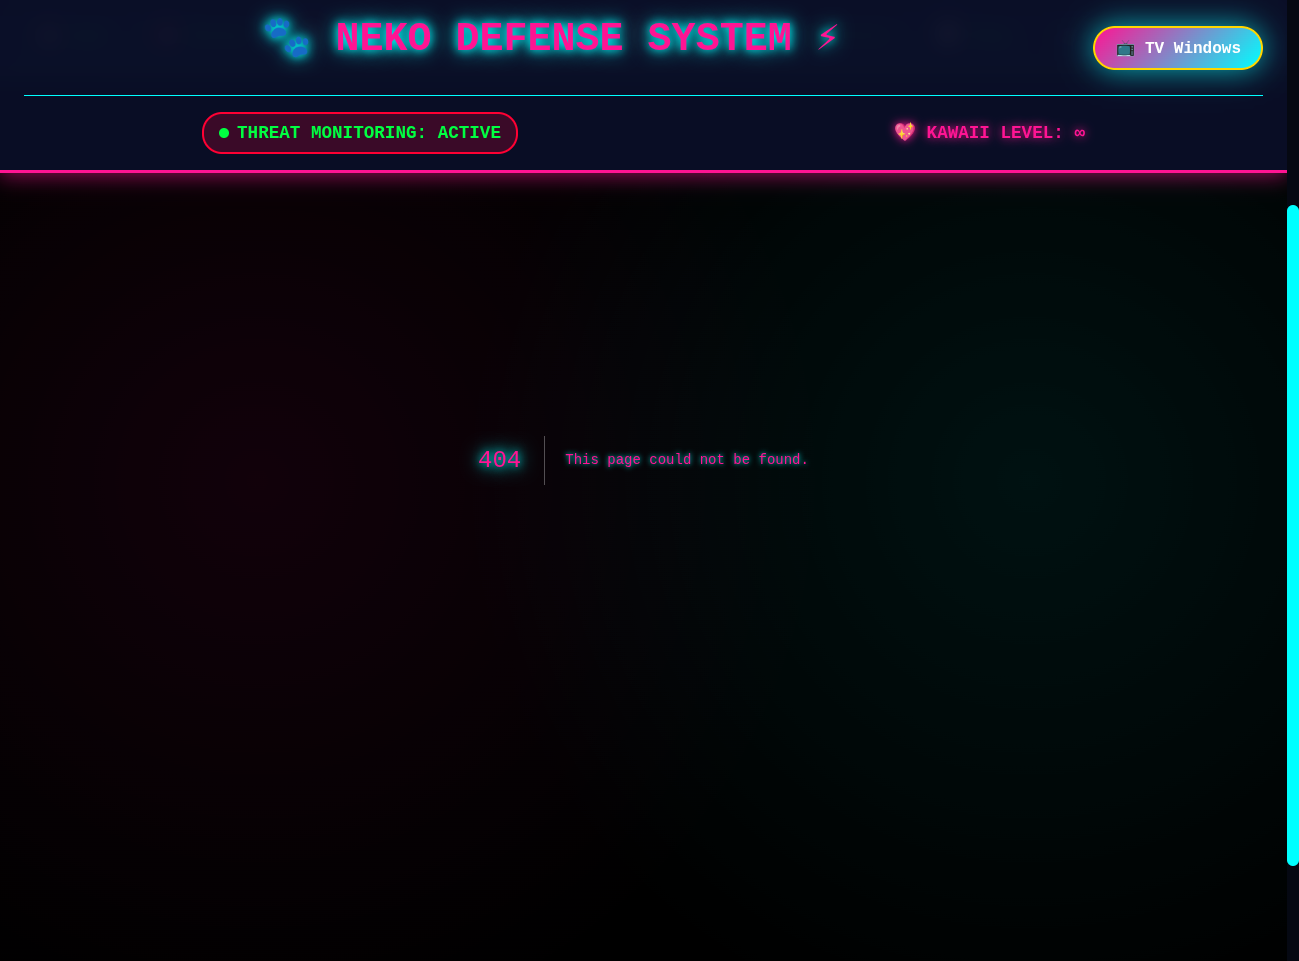 🐾 NEKO DEFENSE SYSTEM ⚡
📺 TV Windows
THREAT MONITORING: ACTIVE
💖 KAWAII LEVEL: ∞
404
This page could not be found.